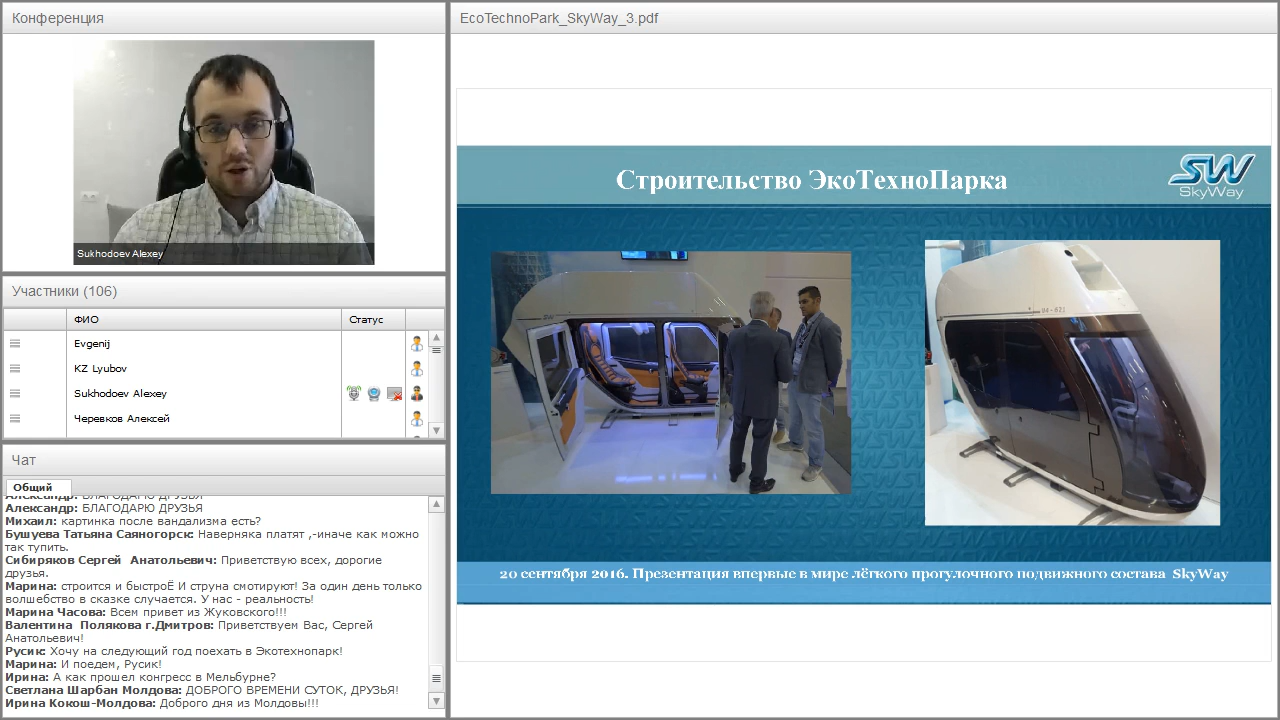 Конференция
Sukhodoev Alexey
Участники (106)
ФИО
Статус
Evgenij
KZ Lyubov
Sukhodoev Alexey
Черевков Алексей
Чат
Общий
Александр: БЛАГОДАРЮ ДРУЗЬЯ
Александр: БЛАГОДАРЮ ДРУЗЬЯ
Михаил: картинка после вандализма есть?
Бушуева Татьяна Саяногорск: Наверняка платят ,-иначе как можно
так тупить.
Сибиряков Сергей Анатольевич: Приветствую всех, дорогие
друзья.
Марина: строится и быстроЁ И струна смотируют! За один день только
волшебство в сказке случается. У нас - реальность!
Марина Часова: Всем привет из Жуковского!!!
Валентина Полякова г.Дмитров: Приветствуем Вас, Сергей
Анатольевич!
Русик: Хочу на следующий год поехать в Экотехнопарк!
Марина: И поедем, Русик!
Ирина: А как прошел конгресс в Мельбурне?
Светлана Шарбан Молдова: ДОБРОГО ВРЕМЕНИ СУТОК, ДРУЗЬЯ!
Ирина Кокош-Молдова: Доброго дня из Молдовы!!!
EcoTechnoPark_SkyWay_3.pdf
Строительство ЭкоТехноПарка
SW
SkyWay
20 сентября 2016. Презентация впервые в мире лёгкого прогулочного подвижного состава SkyWay